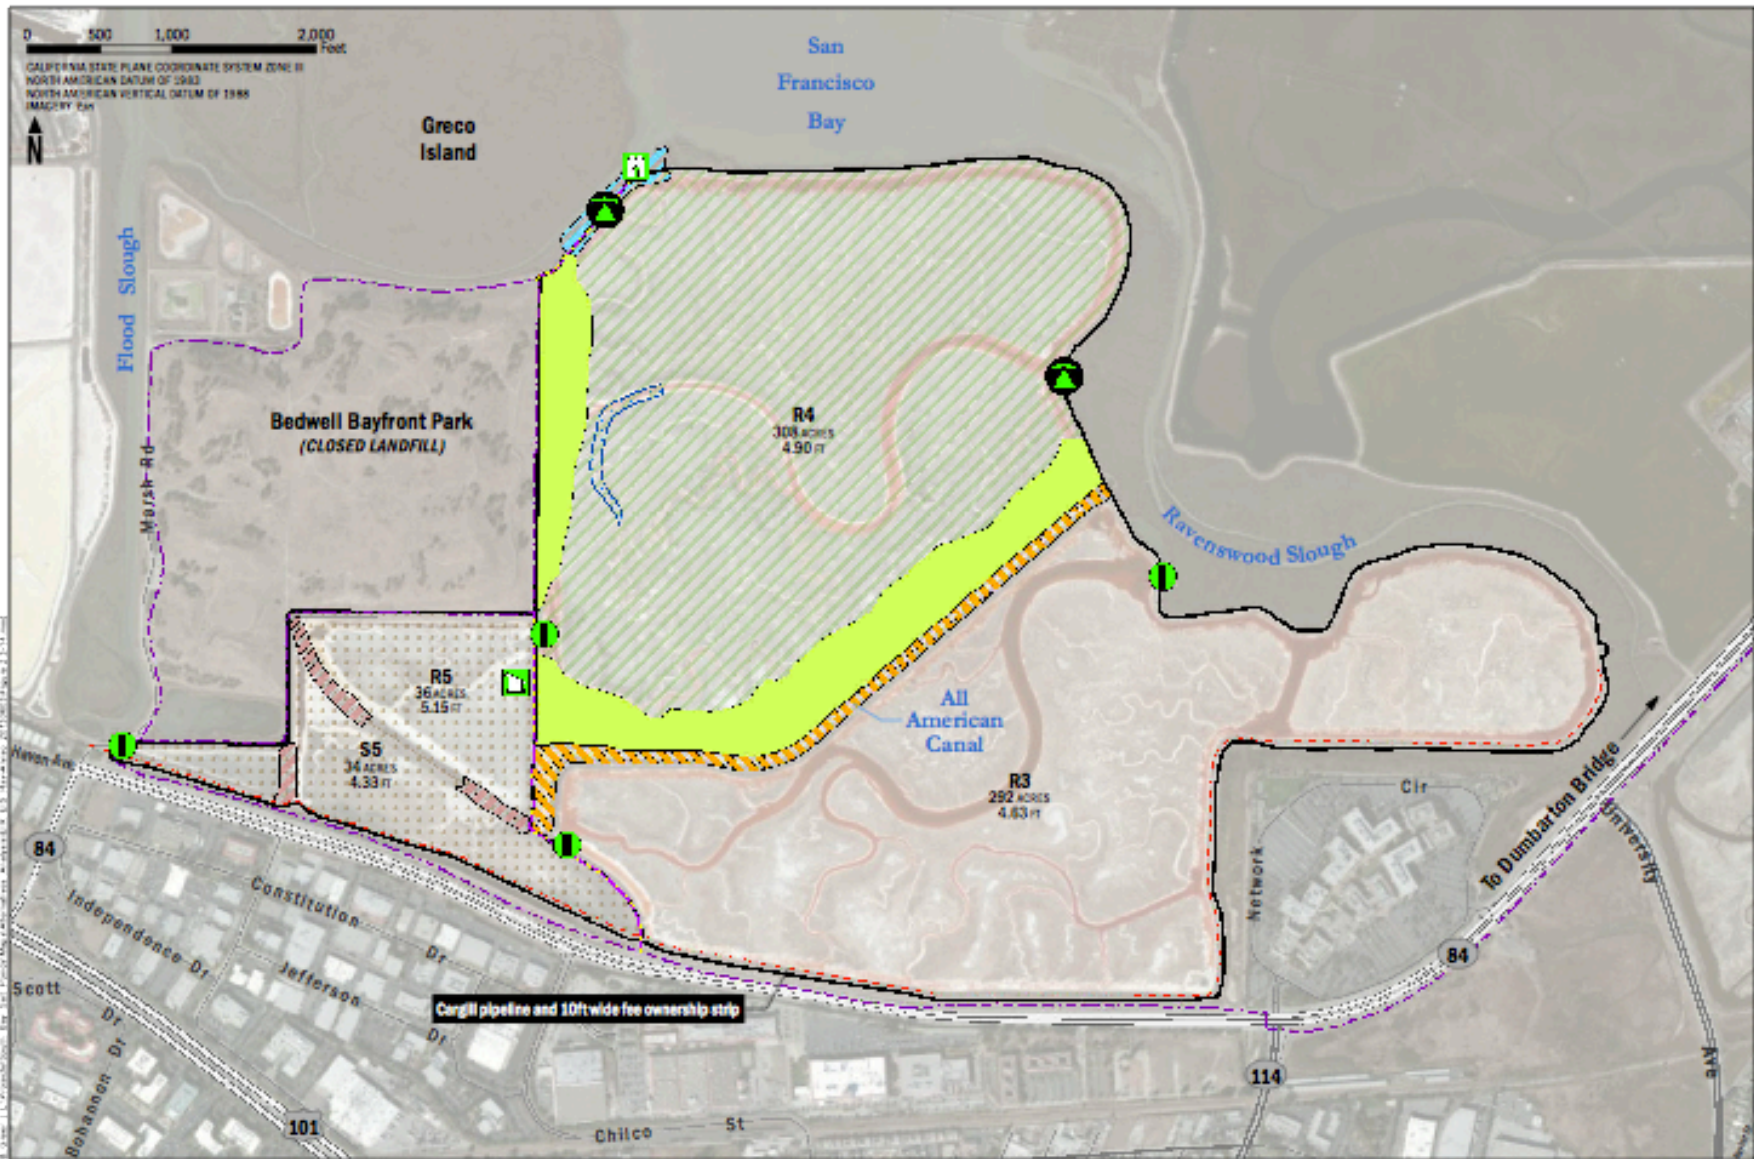 0 500 1,000 2,000
Feet
CALIFORNIA STATE PLANE COORDINATE SYSTEM ZONE III
NORTH AMERICAN DATUM OF 1983
NORTH AMERICAN VERTICAL DATUM OF 1988
IMAGERY: Esri
N
Greco
Island
San
Francisco
Bay
Flood Slough
Marsh Rd
Bedwell Bayfront Park
(CLOSED LANDFILL)
R4
308 ACRES
4.90 FT
Ravenswood Slough
All
American
Canal
R5
36 ACRES
5.15 FT
S5
34 ACRES
4.33 FT
R3
292 ACRES
4.63 FT
Haven Ave
84
Constitution Dr
Independence Dr
Jefferson Dr
Scott
Dr
Bohannon Dr
101
Cargill pipeline and 10ft wide fee ownership strip
Chilco St
Network
Cir
To Dumbarton Bridge
University
Ave
84
114